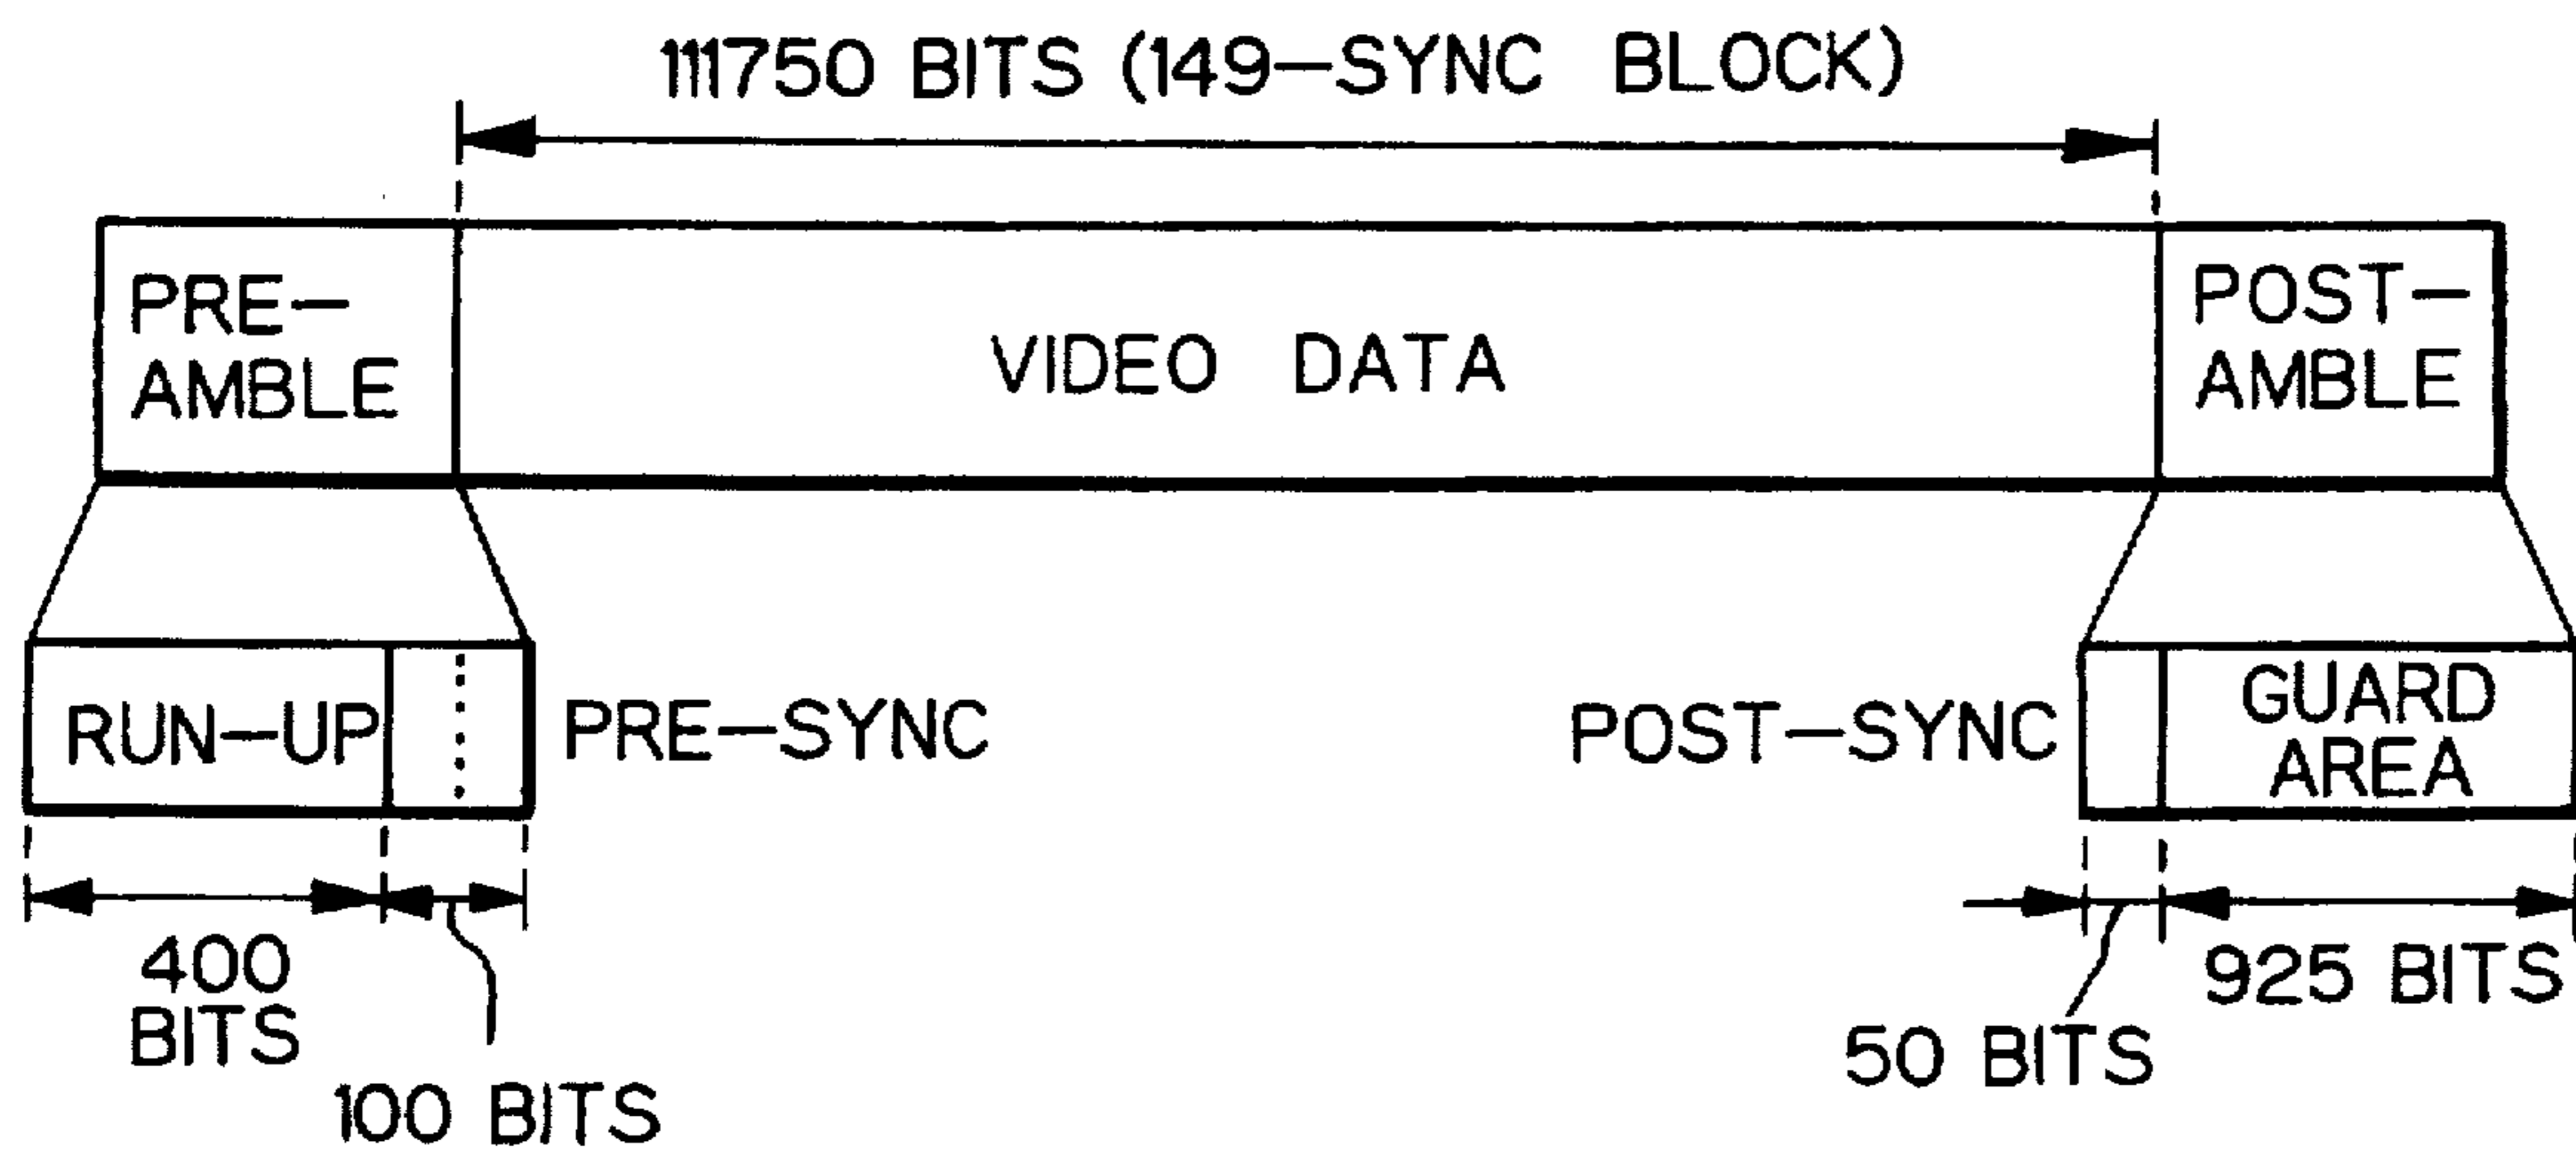 111750 BITS (149-SYNC BLOCK)
PRE-
AMBLE
VIDEO DATA
POST-
AMBLE
RUN-UP
PRE-SYNC
POST-SYNC
GUARD
AREA
400
BITS
100 BITS
50 BITS
925 BITS